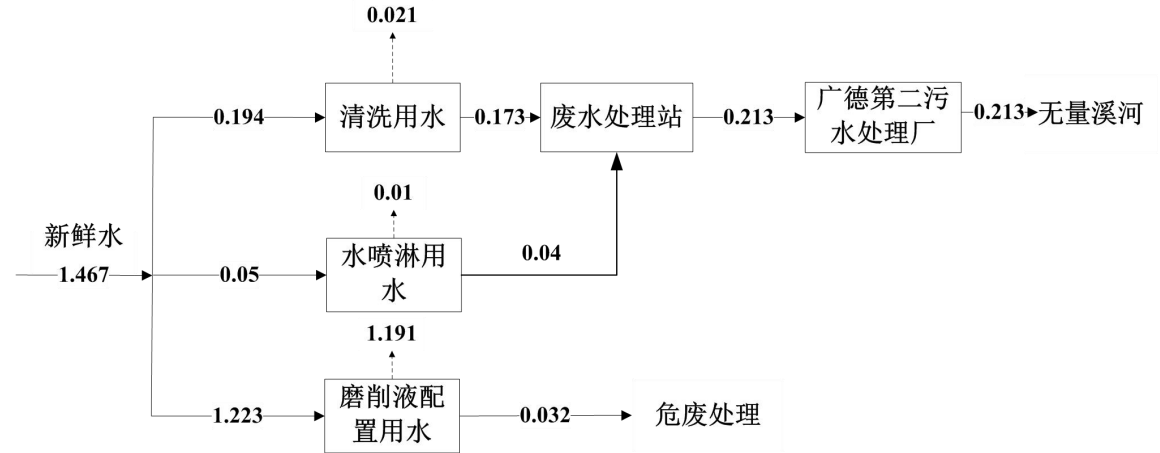 0.021
0.194
清洗用水
0.173
废水处理站
0.213
广德第二污
水处理厂
0.213
无量溪河
0.01
新鲜水
1.467
0.05
水喷淋用
水
0.04
1.191
1.223
磨削液配
置用水
0.032
危废处理